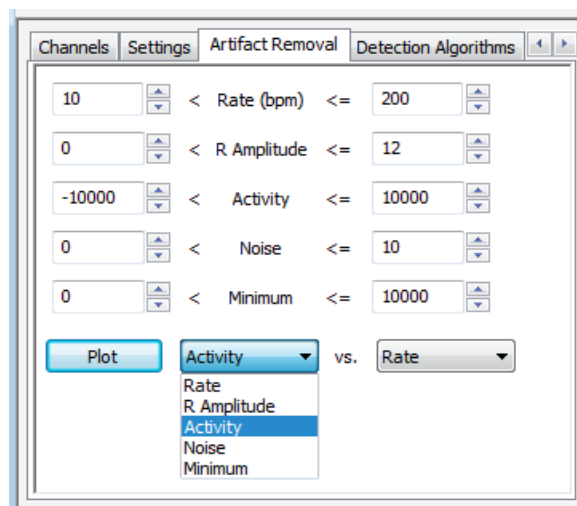 Channels Settings Artifact Removal Detection Algorithms
10 < Rate (bpm) <= 200
0 < R Amplitude <= 12
-10000 < Activity <= 10000
0 < Noise <= 10
0 < Minimum <= 10000
Plot Activity vs. Rate
Rate
R Amplitude
Activity
Noise
Minimum